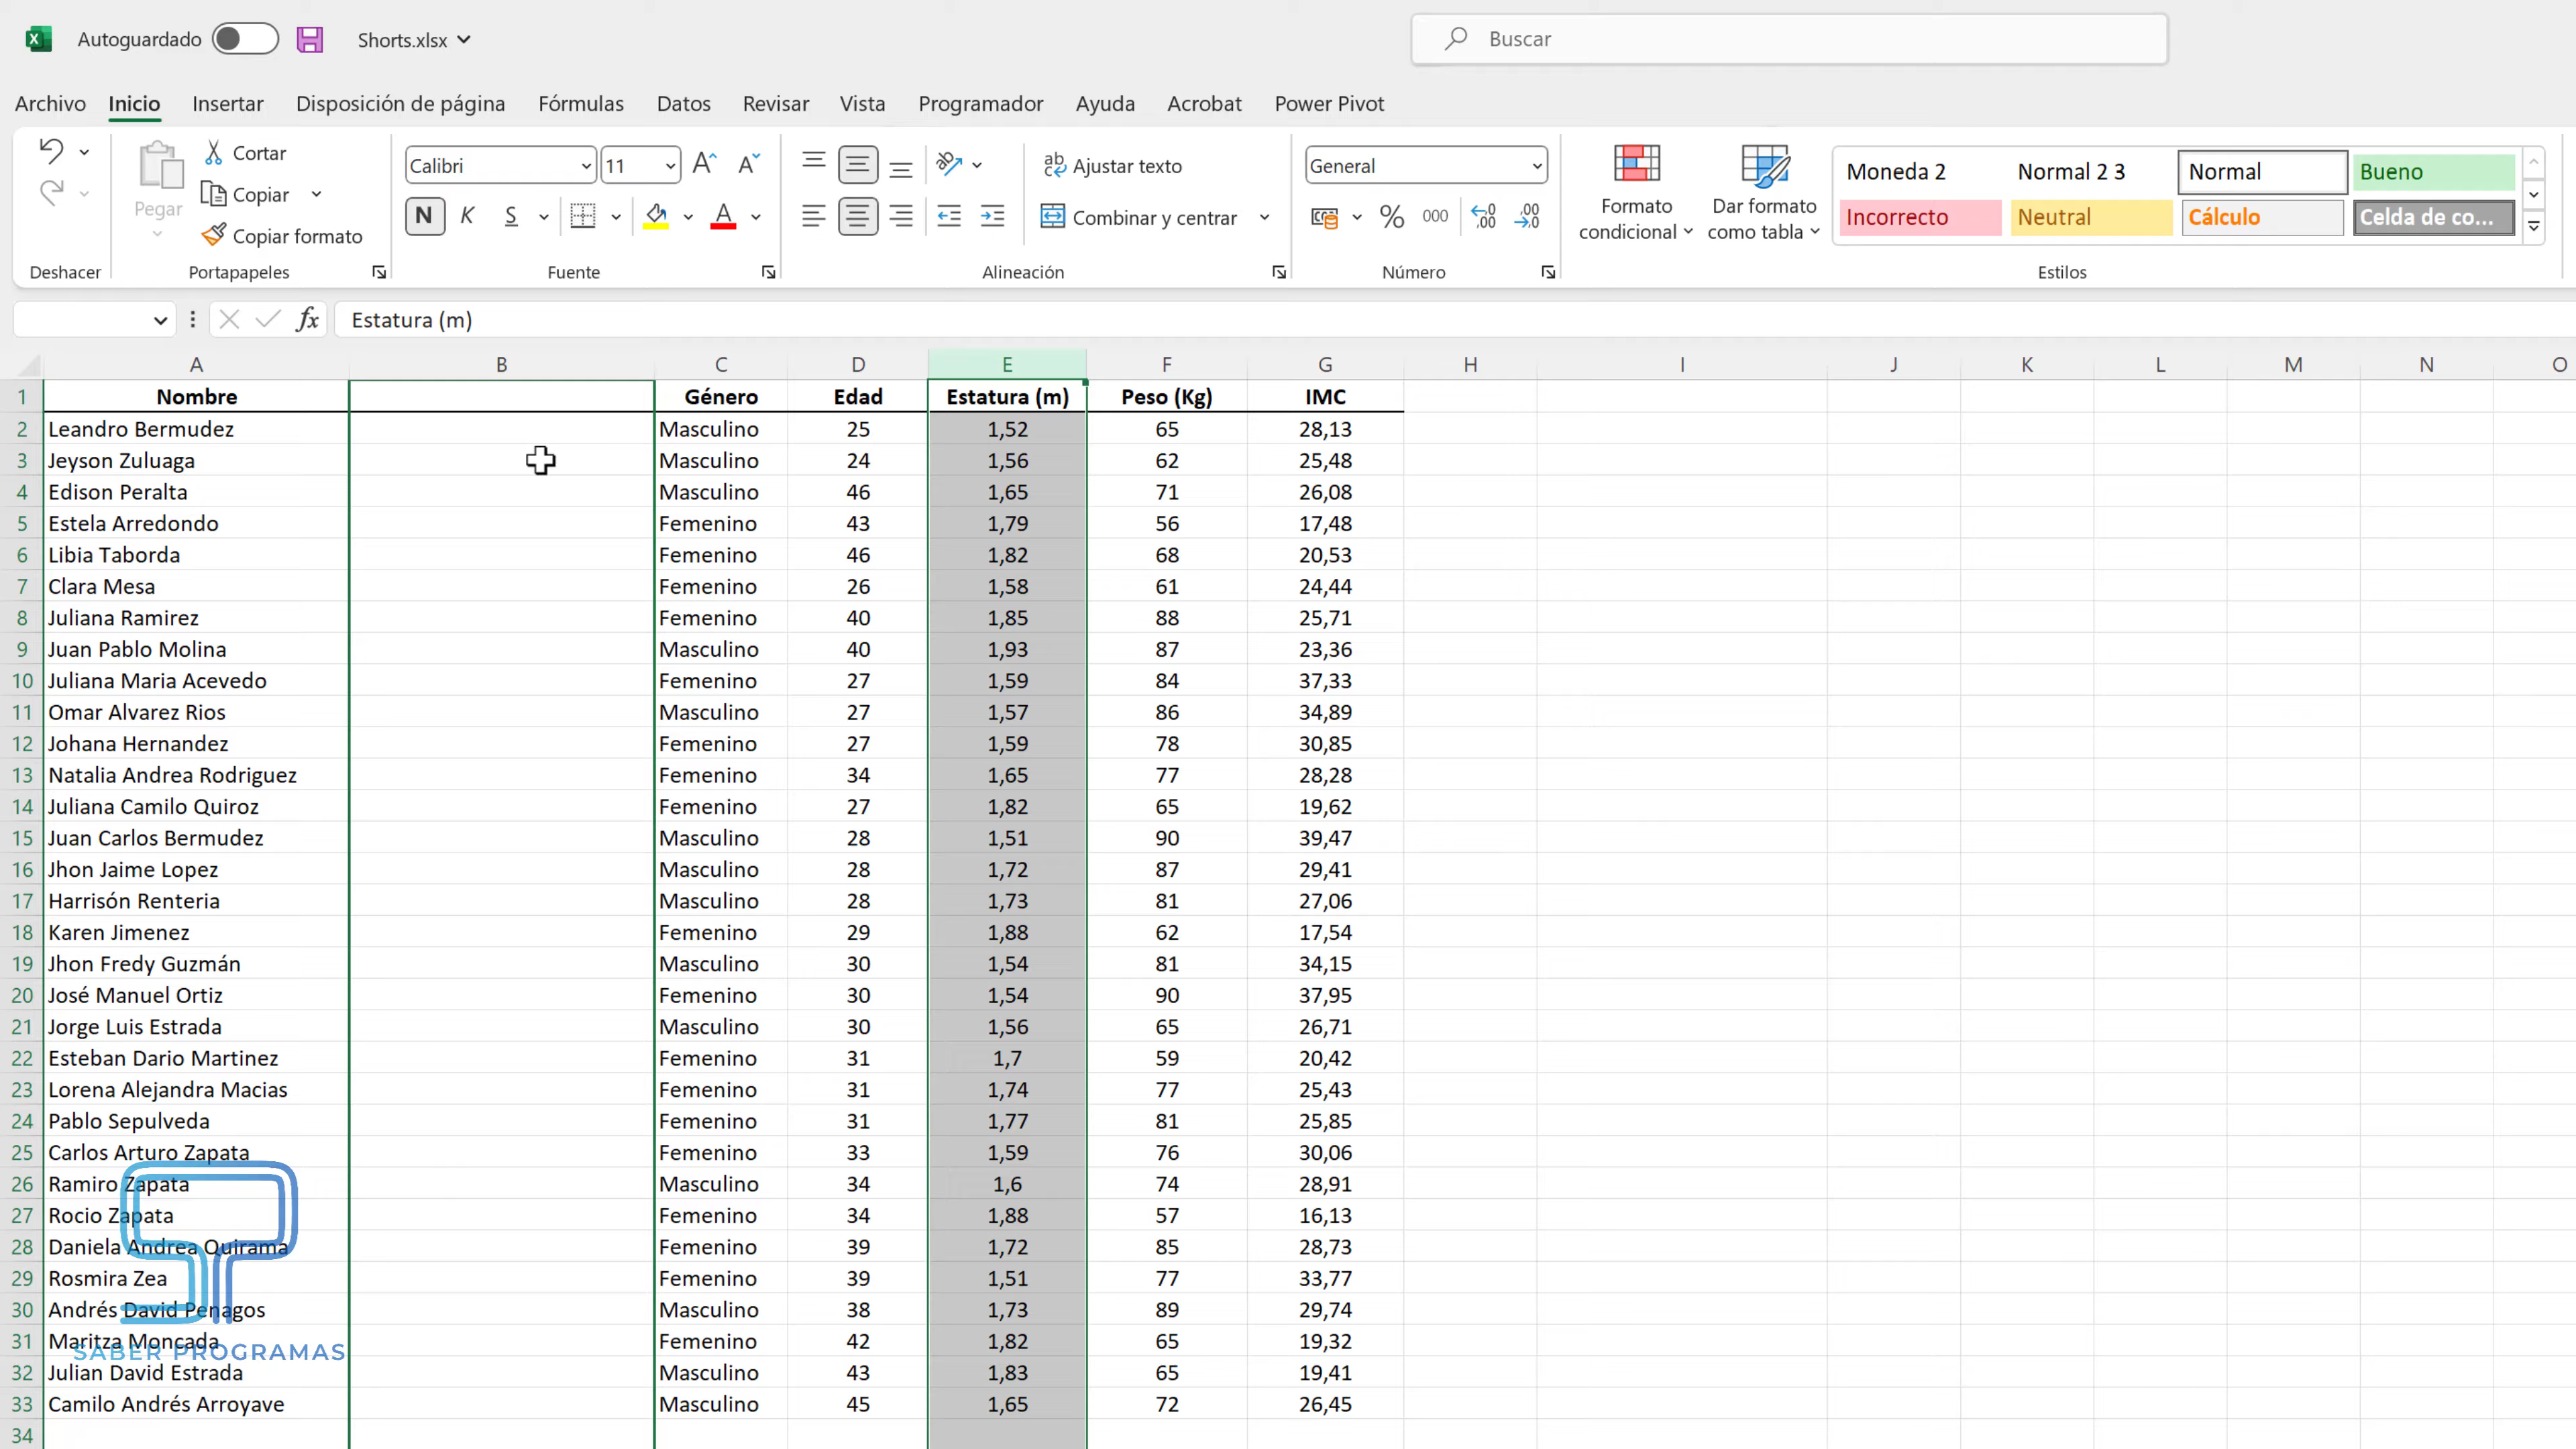 Autoguardado Shorts.xlsx Buscar
Archivo Inicio Insertar Disposición de página Fórmulas Datos Revisar Vista Programador Ayuda Acrobat Power Pivot
Pegar Cortar
Copiar
Copiar formato
Calibri 11
N K S A
Ajustar texto
Combinar y centrar
General
% 000
Formato condicional
Dar formato como tabla
Moneda 2 Normal 2 3 Normal Bueno
Incorrecto Neutral Cálculo Celda de co...
Deshacer Portapapeles Fuente Alineación Número Estilos
fx Estatura (m)
A B C D E F G H I J K L M N O
1 Nombre Género Edad Estatura (m) Peso (Kg) IMC
2 Leandro Bermudez Masculino 25 1,52 65 28,13
3 Jeyson Zuluaga Masculino 24 1,56 62 25,48
4 Edison Peralta Masculino 46 1,65 71 26,08
5 Estela Arredondo Femenino 43 1,79 56 17,48
6 Libia Taborda Femenino 46 1,82 68 20,53
7 Clara Mesa Femenino 26 1,58 61 24,44
8 Juliana Ramirez Femenino 40 1,85 88 25,71
9 Juan Pablo Molina Masculino 40 1,93 87 23,36
10 Juliana Maria Acevedo Femenino 27 1,59 84 37,33
11 Omar Alvarez Rios Masculino 27 1,57 86 34,89
12 Johana Hernandez Femenino 27 1,59 78 30,85
13 Natalia Andrea Rodriguez Femenino 34 1,65 77 28,28
14 Juliana Camilo Quiroz Femenino 27 1,82 65 19,62
15 Juan Carlos Bermudez Masculino 28 1,51 90 39,47
16 Jhon Jaime Lopez Masculino 28 1,72 87 29,41
17 Harrisón Renteria Masculino 28 1,73 81 27,06
18 Karen Jimenez Femenino 29 1,88 62 17,54
19 Jhon Fredy Guzmán Masculino 30 1,54 81 34,15
20 José Manuel Ortiz Femenino 30 1,54 90 37,95
21 Jorge Luis Estrada Masculino 30 1,56 65 26,71
22 Esteban Dario Martinez Femenino 31 1,7 59 20,42
23 Lorena Alejandra Macias Femenino 31 1,74 77 25,43
24 Pablo Sepulveda Femenino 31 1,77 81 25,85
25 Carlos Arturo Zapata Femenino 33 1,59 76 30,06
26 Ramiro Zapata Masculino 34 1,6 74 28,91
27 Rocio Zapata Femenino 34 1,88 57 16,13
28 Daniela Andrea Quirama Femenino 39 1,72 85 28,73
29 Rosmira Zea Femenino 39 1,51 77 33,77
30 Andrés David Penagos Masculino 38 1,73 89 29,74
31 Maritza Moncada Femenino 42 1,82 65 19,32
SABER PROGRAMAS
32 Julian David Estrada Masculino 43 1,83 65 19,41
33 Camilo Andrés Arroyave Masculino 45 1,65 72 26,45
34